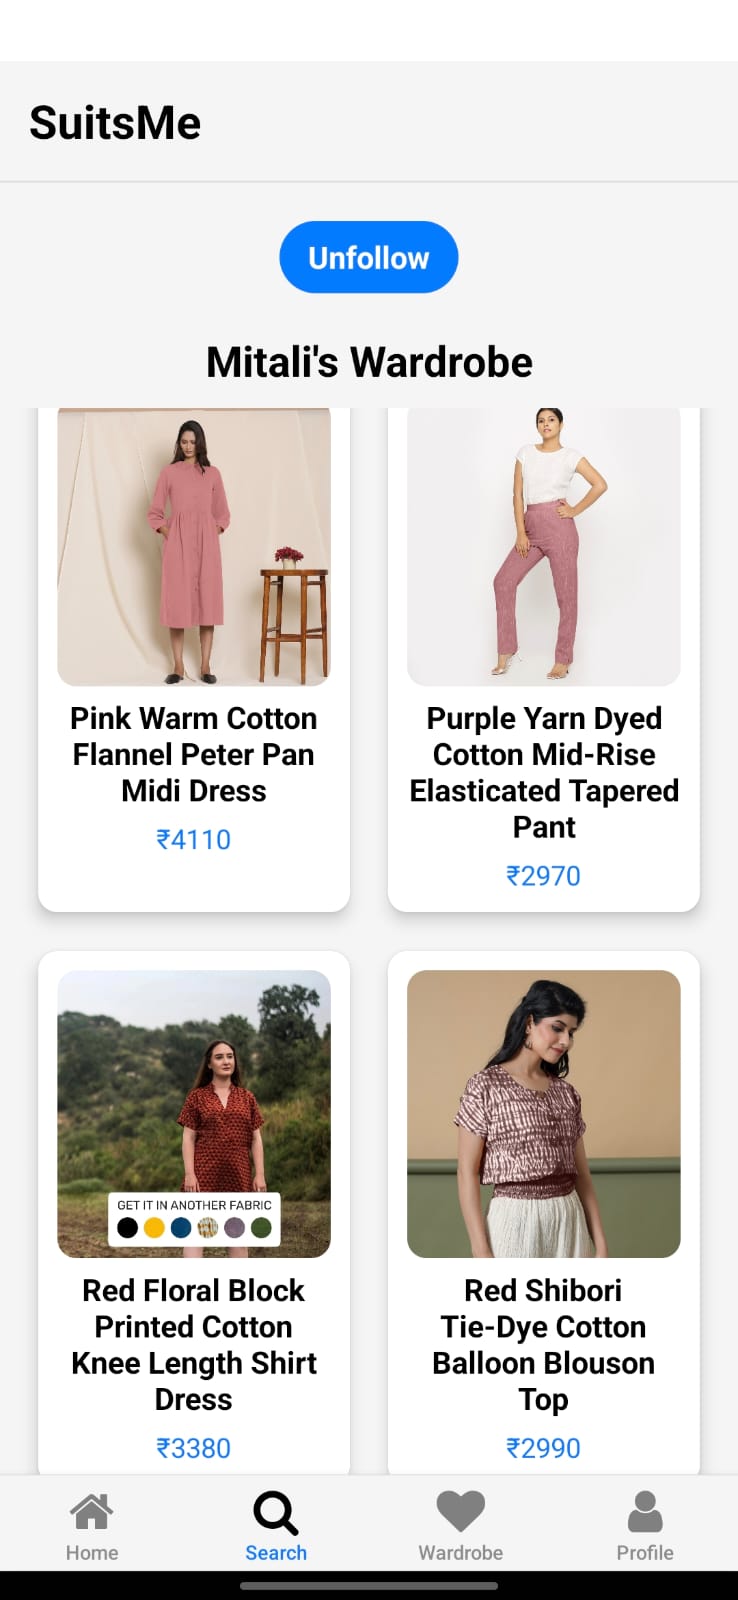 SuitsMe
Unfollow
Mitali's Wardrobe
Pink Warm Cotton
Flannel Peter Pan
Midi Dress
₹4110
Purple Yarn Dyed
Cotton Mid-Rise
Elasticated Tapered
Pant
₹2970
GET IT IN ANOTHER FABRIC
Red Floral Block
Printed Cotton
Knee Length Shirt
Dress
₹3380
Red Shibori
Tie-Dye Cotton
Balloon Blouson
Top
₹2990
Home
Search
Wardrobe
Profile